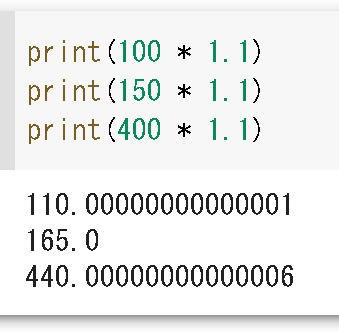 print(100 * 1.1)
print(150 * 1.1)
print(400 * 1.1)
110.00000000000001
165.0
440.00000000000006